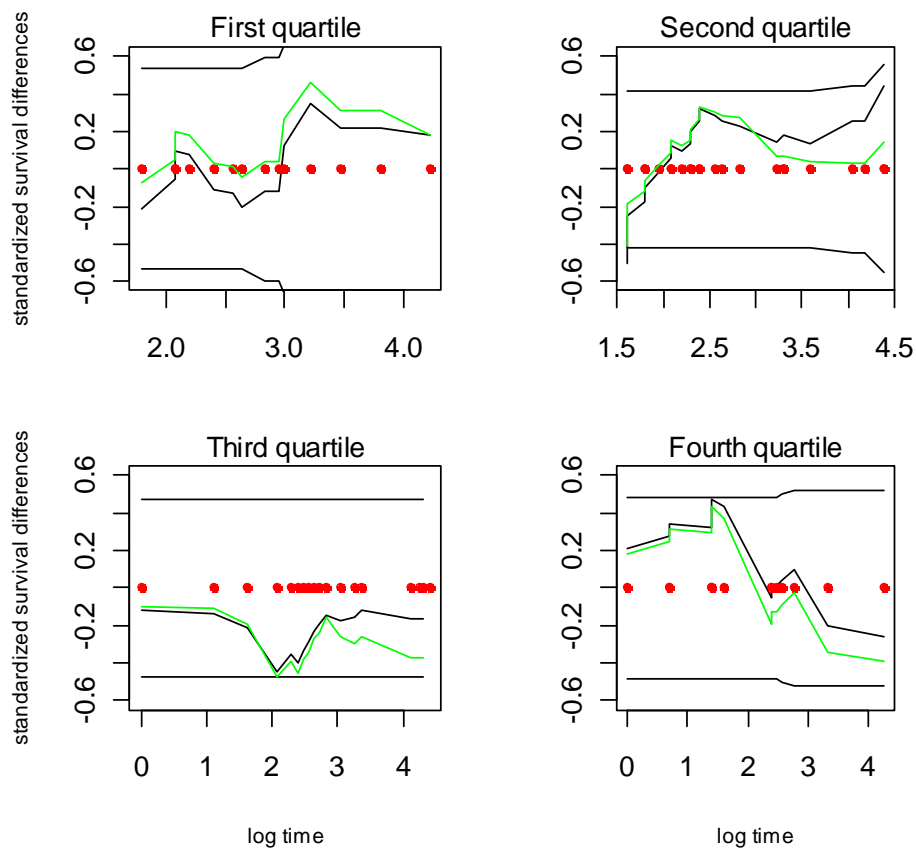 First quartile
Second quartile
standardized survival differences
0.6
0.2
-0.2
-0.6
2.0 3.0 4.0
0.6
0.2
-0.2
-0.6
1.5 2.5 3.5 4.5
Third quartile
Fourth quartile
standardized survival differences
0.6
0.2
-0.2
-0.6
0 1 2 3 4
0.6
0.2
-0.2
-0.6
0 1 2 3 4
log time
log time